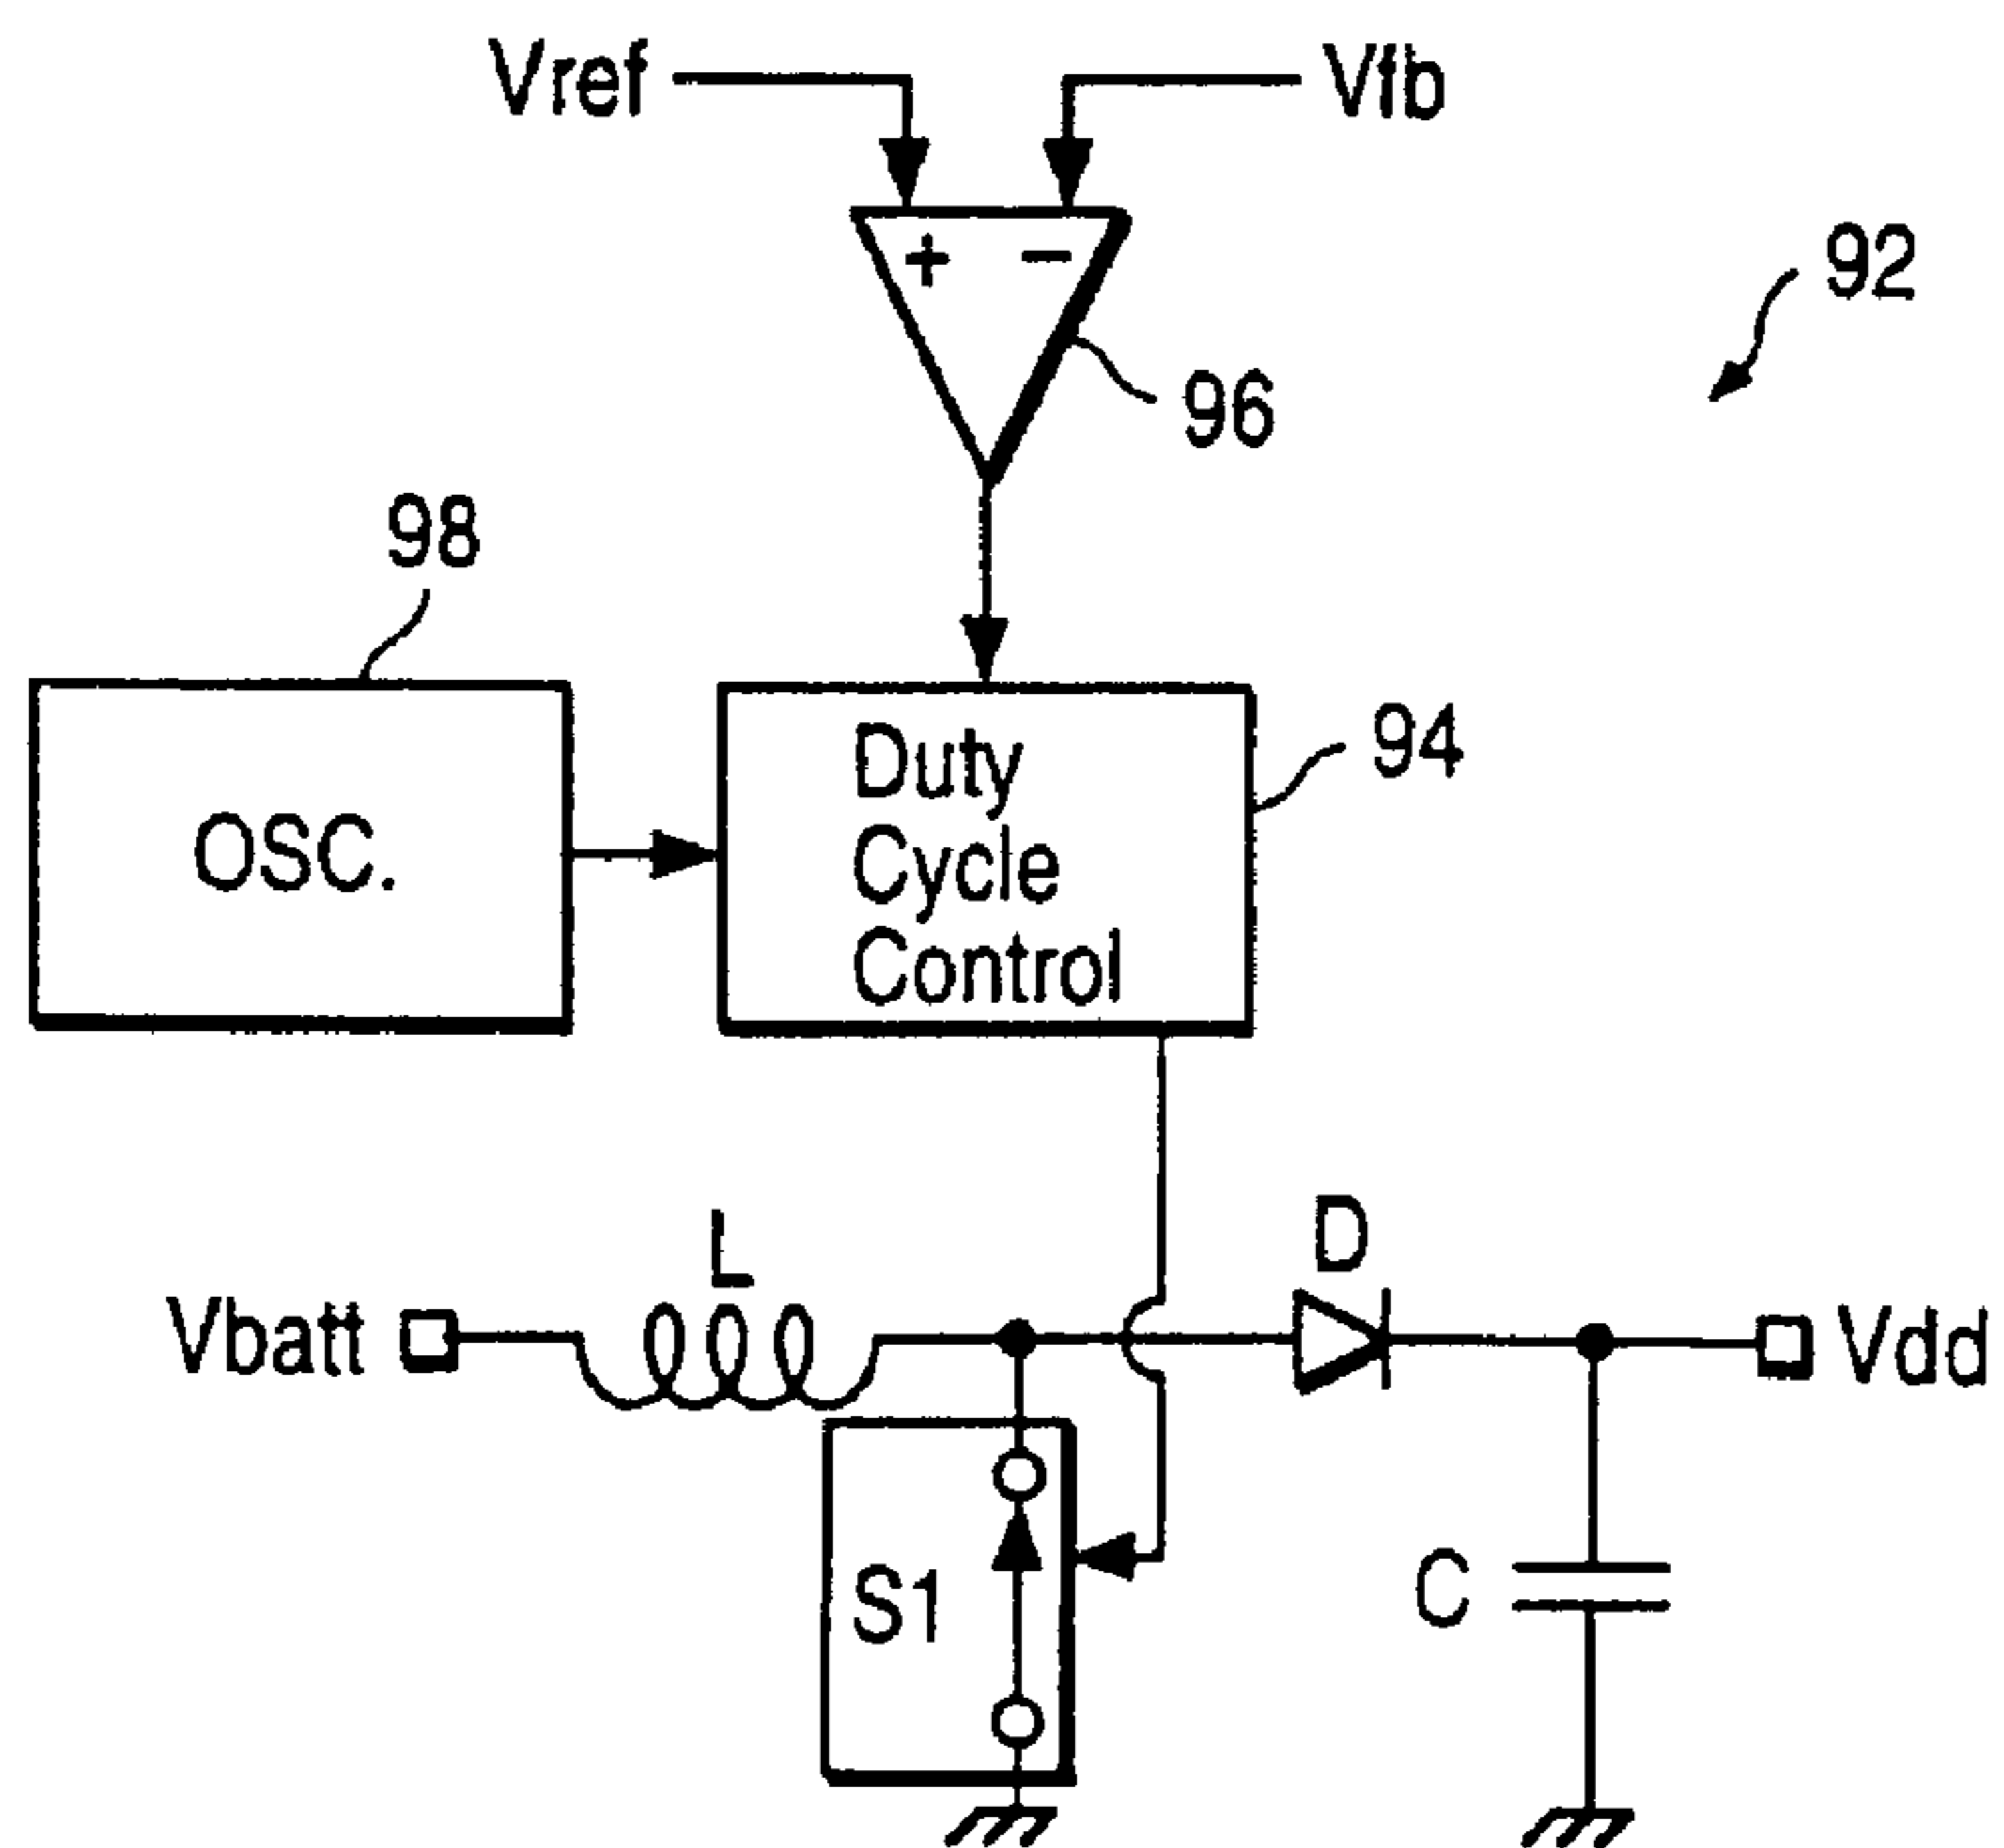 Vref
Vfb
+
−
92
96
98
OSC.
Duty
Cycle
Control
94
L
D
Vbatt
Vdd
S1
C